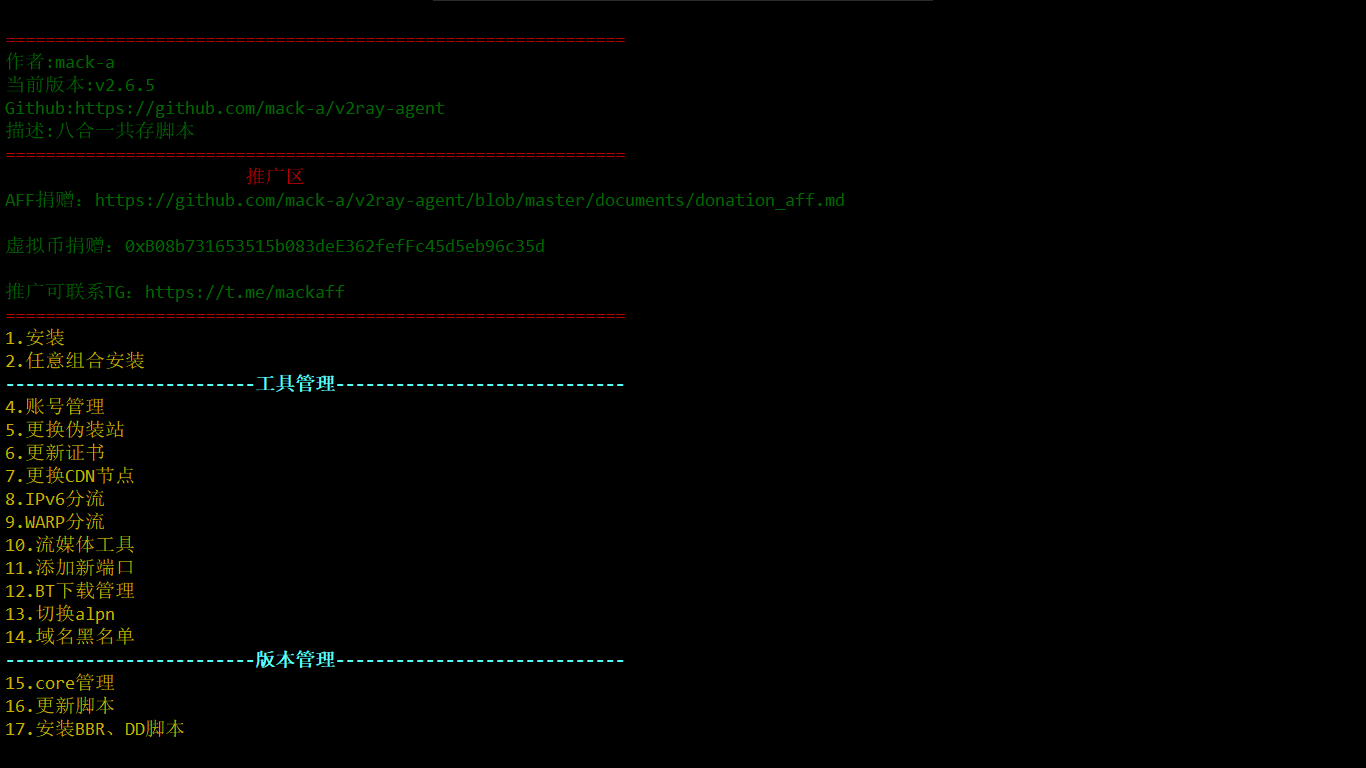 ==============================================================
作者:mack-a
当前版本:v2.6.5
Github:https://github.com/mack-a/v2ray-agent
描述:八合一共存脚本
==============================================================
推广区
AFF捐赠：https://github.com/mack-a/v2ray-agent/blob/master/documents/donation_aff.md
虚拟币捐赠：0xB08b731653515b083deE362fefFc45d5eb96c35d
推广可联系TG：https://t.me/mackaff
==============================================================
1.安装
2.任意组合安装
-------------------------工具管理-----------------------------
4.账号管理
5.更换伪装站
6.更新证书
7.更换CDN节点
8.IPv6分流
9.WARP分流
10.流媒体工具
11.添加新端口
12.BT下载管理
13.切换alpn
14.域名黑名单
-------------------------版本管理-----------------------------
15.core管理
16.更新脚本
17.安装BBR、DD脚本